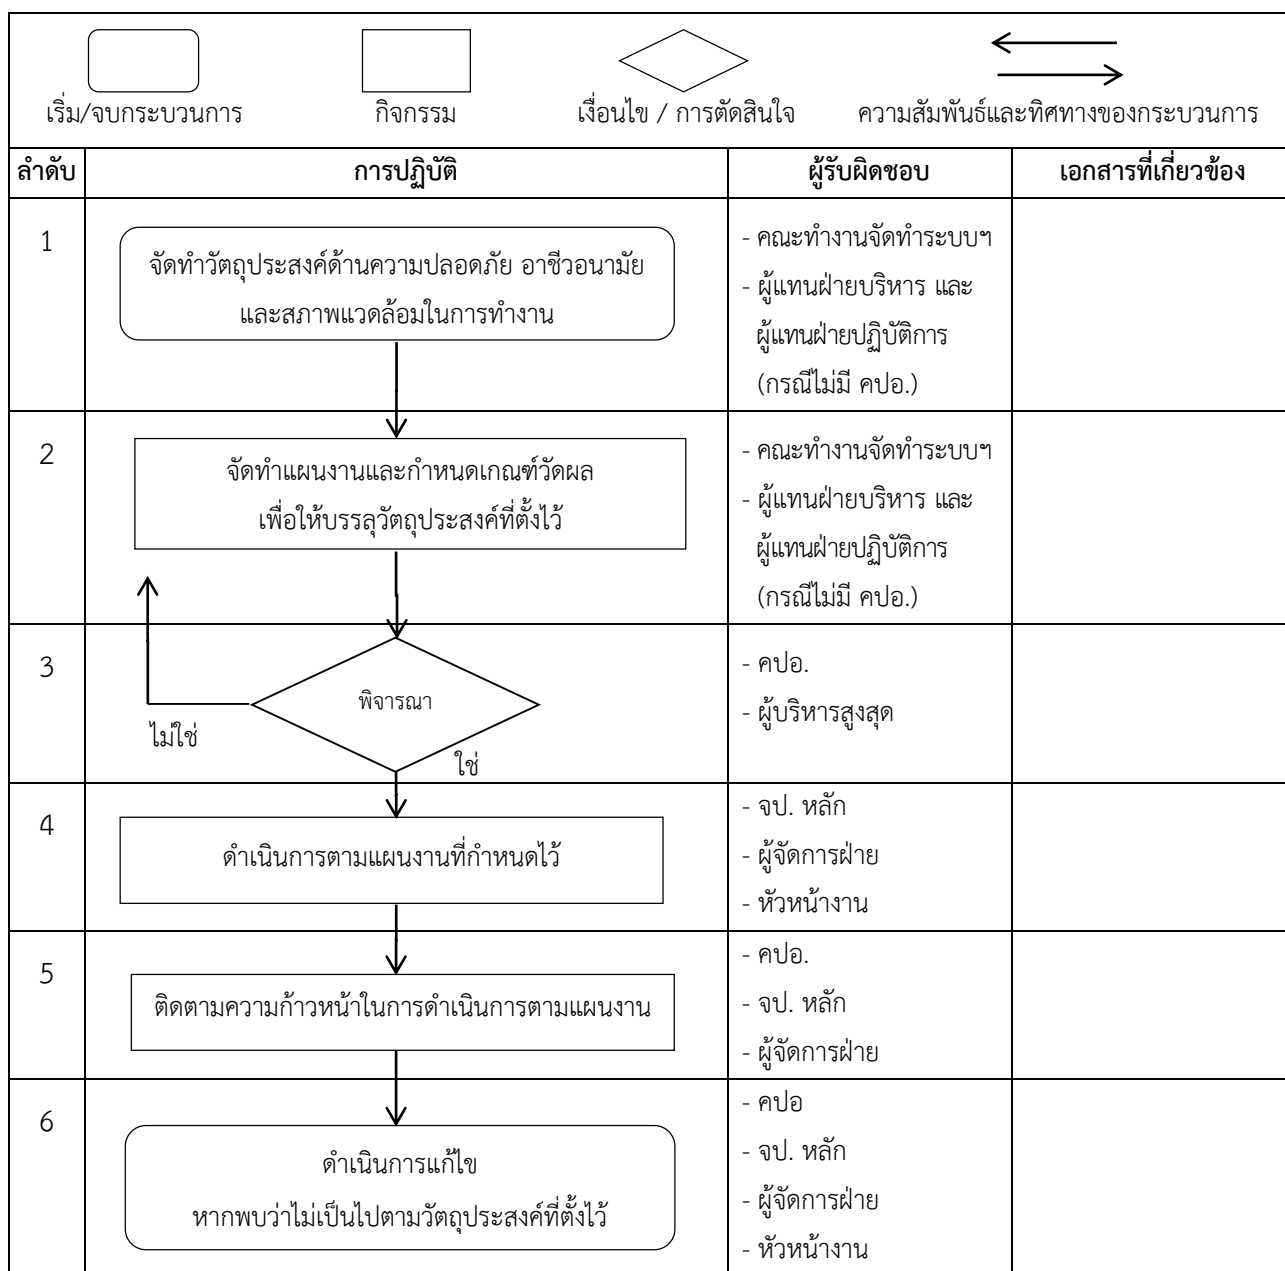 เริ่ม/จบกระบวนการ กิจกรรม เงื่อนไข / การตัดสินใจ ความสัมพันธ์และทิศทางของกระบวนการ
ลำดับ การปฏิบัติ ผู้รับผิดชอบ เอกสารที่เกี่ยวข้อง
1
จัดทำวัตถุประสงค์ด้านความปลอดภัย อาชีวอนามัย
และสภาพแวดล้อมในการทำงาน
- คณะทำงานจัดทำระบบฯ
- ผู้แทนฝ่ายบริหาร และ
ผู้แทนฝ่ายปฏิบัติการ
(กรณีไม่มี คปอ.)
2
จัดทำแผนงานและกำหนดเกณฑ์วัดผล
เพื่อให้บรรลุวัตถุประสงค์ที่ตั้งไว้
- คณะทำงานจัดทำระบบฯ
- ผู้แทนฝ่ายบริหาร และ
ผู้แทนฝ่ายปฏิบัติการ
(กรณีไม่มี คปอ.)
3
พิจารณา
ไม่ใช่
ใช่
- คปอ.
- ผู้บริหารสูงสุด
4
ดำเนินการตามแผนงานที่กำหนดไว้
- จป. หลัก
- ผู้จัดการฝ่าย
- หัวหน้างาน
5
ติดตามความก้าวหน้าในการดำเนินการตามแผนงาน
- คปอ.
- จป. หลัก
- ผู้จัดการฝ่าย
6
ดำเนินการแก้ไข
หากพบว่าไม่เป็นไปตามวัตถุประสงค์ที่ตั้งไว้
- คปอ
- จป. หลัก
- ผู้จัดการฝ่าย
- หัวหน้างาน